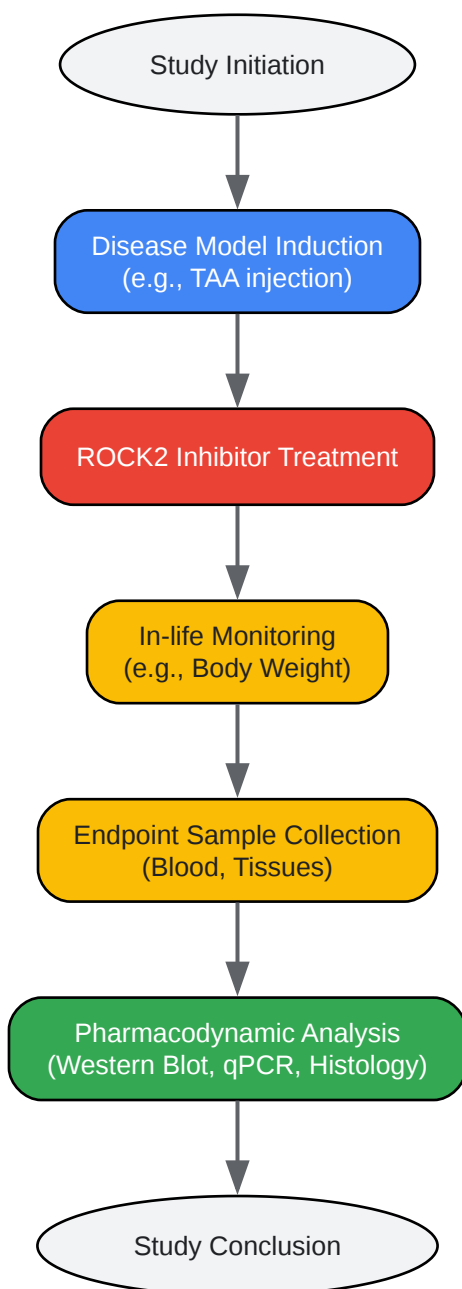 Study Initiation
Disease Model Induction
(e.g., TAA injection)
ROCK2 Inhibitor Treatment
In-life Monitoring
(e.g., Body Weight)
Endpoint Sample Collection
(Blood, Tissues)
Pharmacodynamic Analysis
(Western Blot, qPCR, Histology)
Study Conclusion